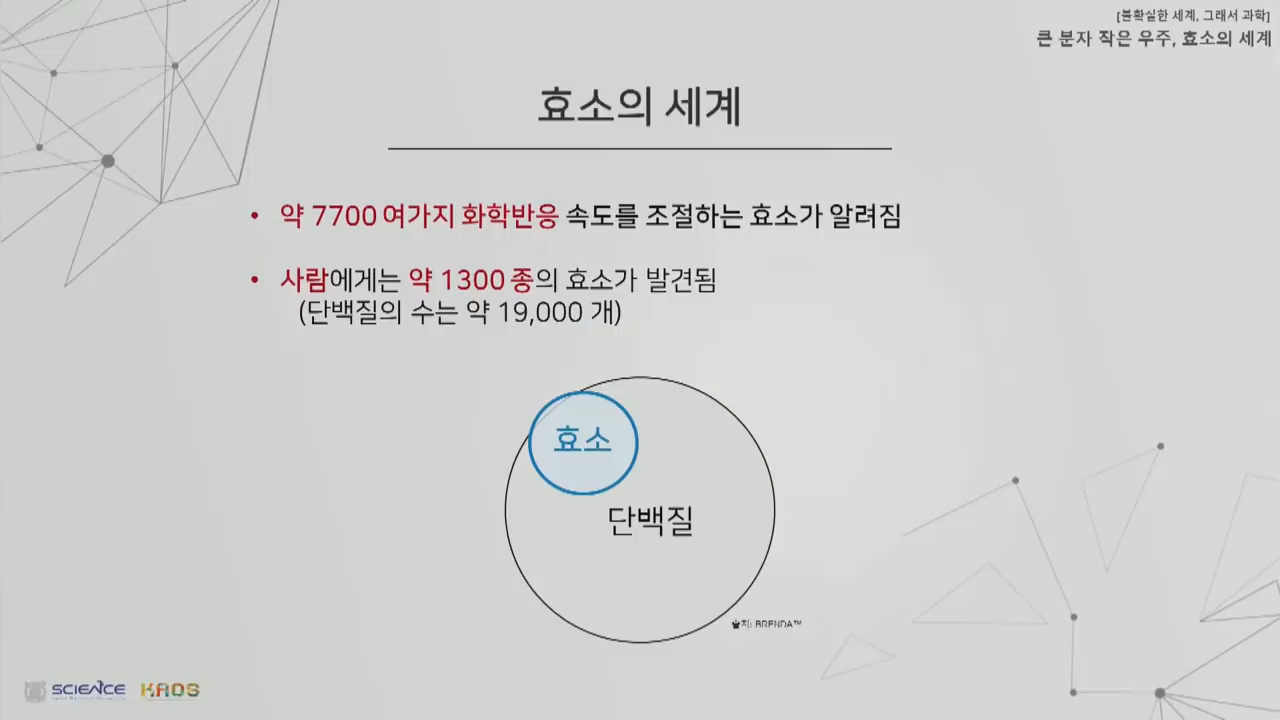 [불확실한 세계, 그래서 과학]
큰 분자 작은 우주, 효소의 세계
효소의 세계
• 약 7700 여가지 화학반응 속도를 조절하는 효소가 알려짐
• 사람에게는 약 1300 종의 효소가 발견됨
(단백질의 수는 약 19,000 개)
효소
단백질
출처: BRENDA™
SCIENCE KAOS